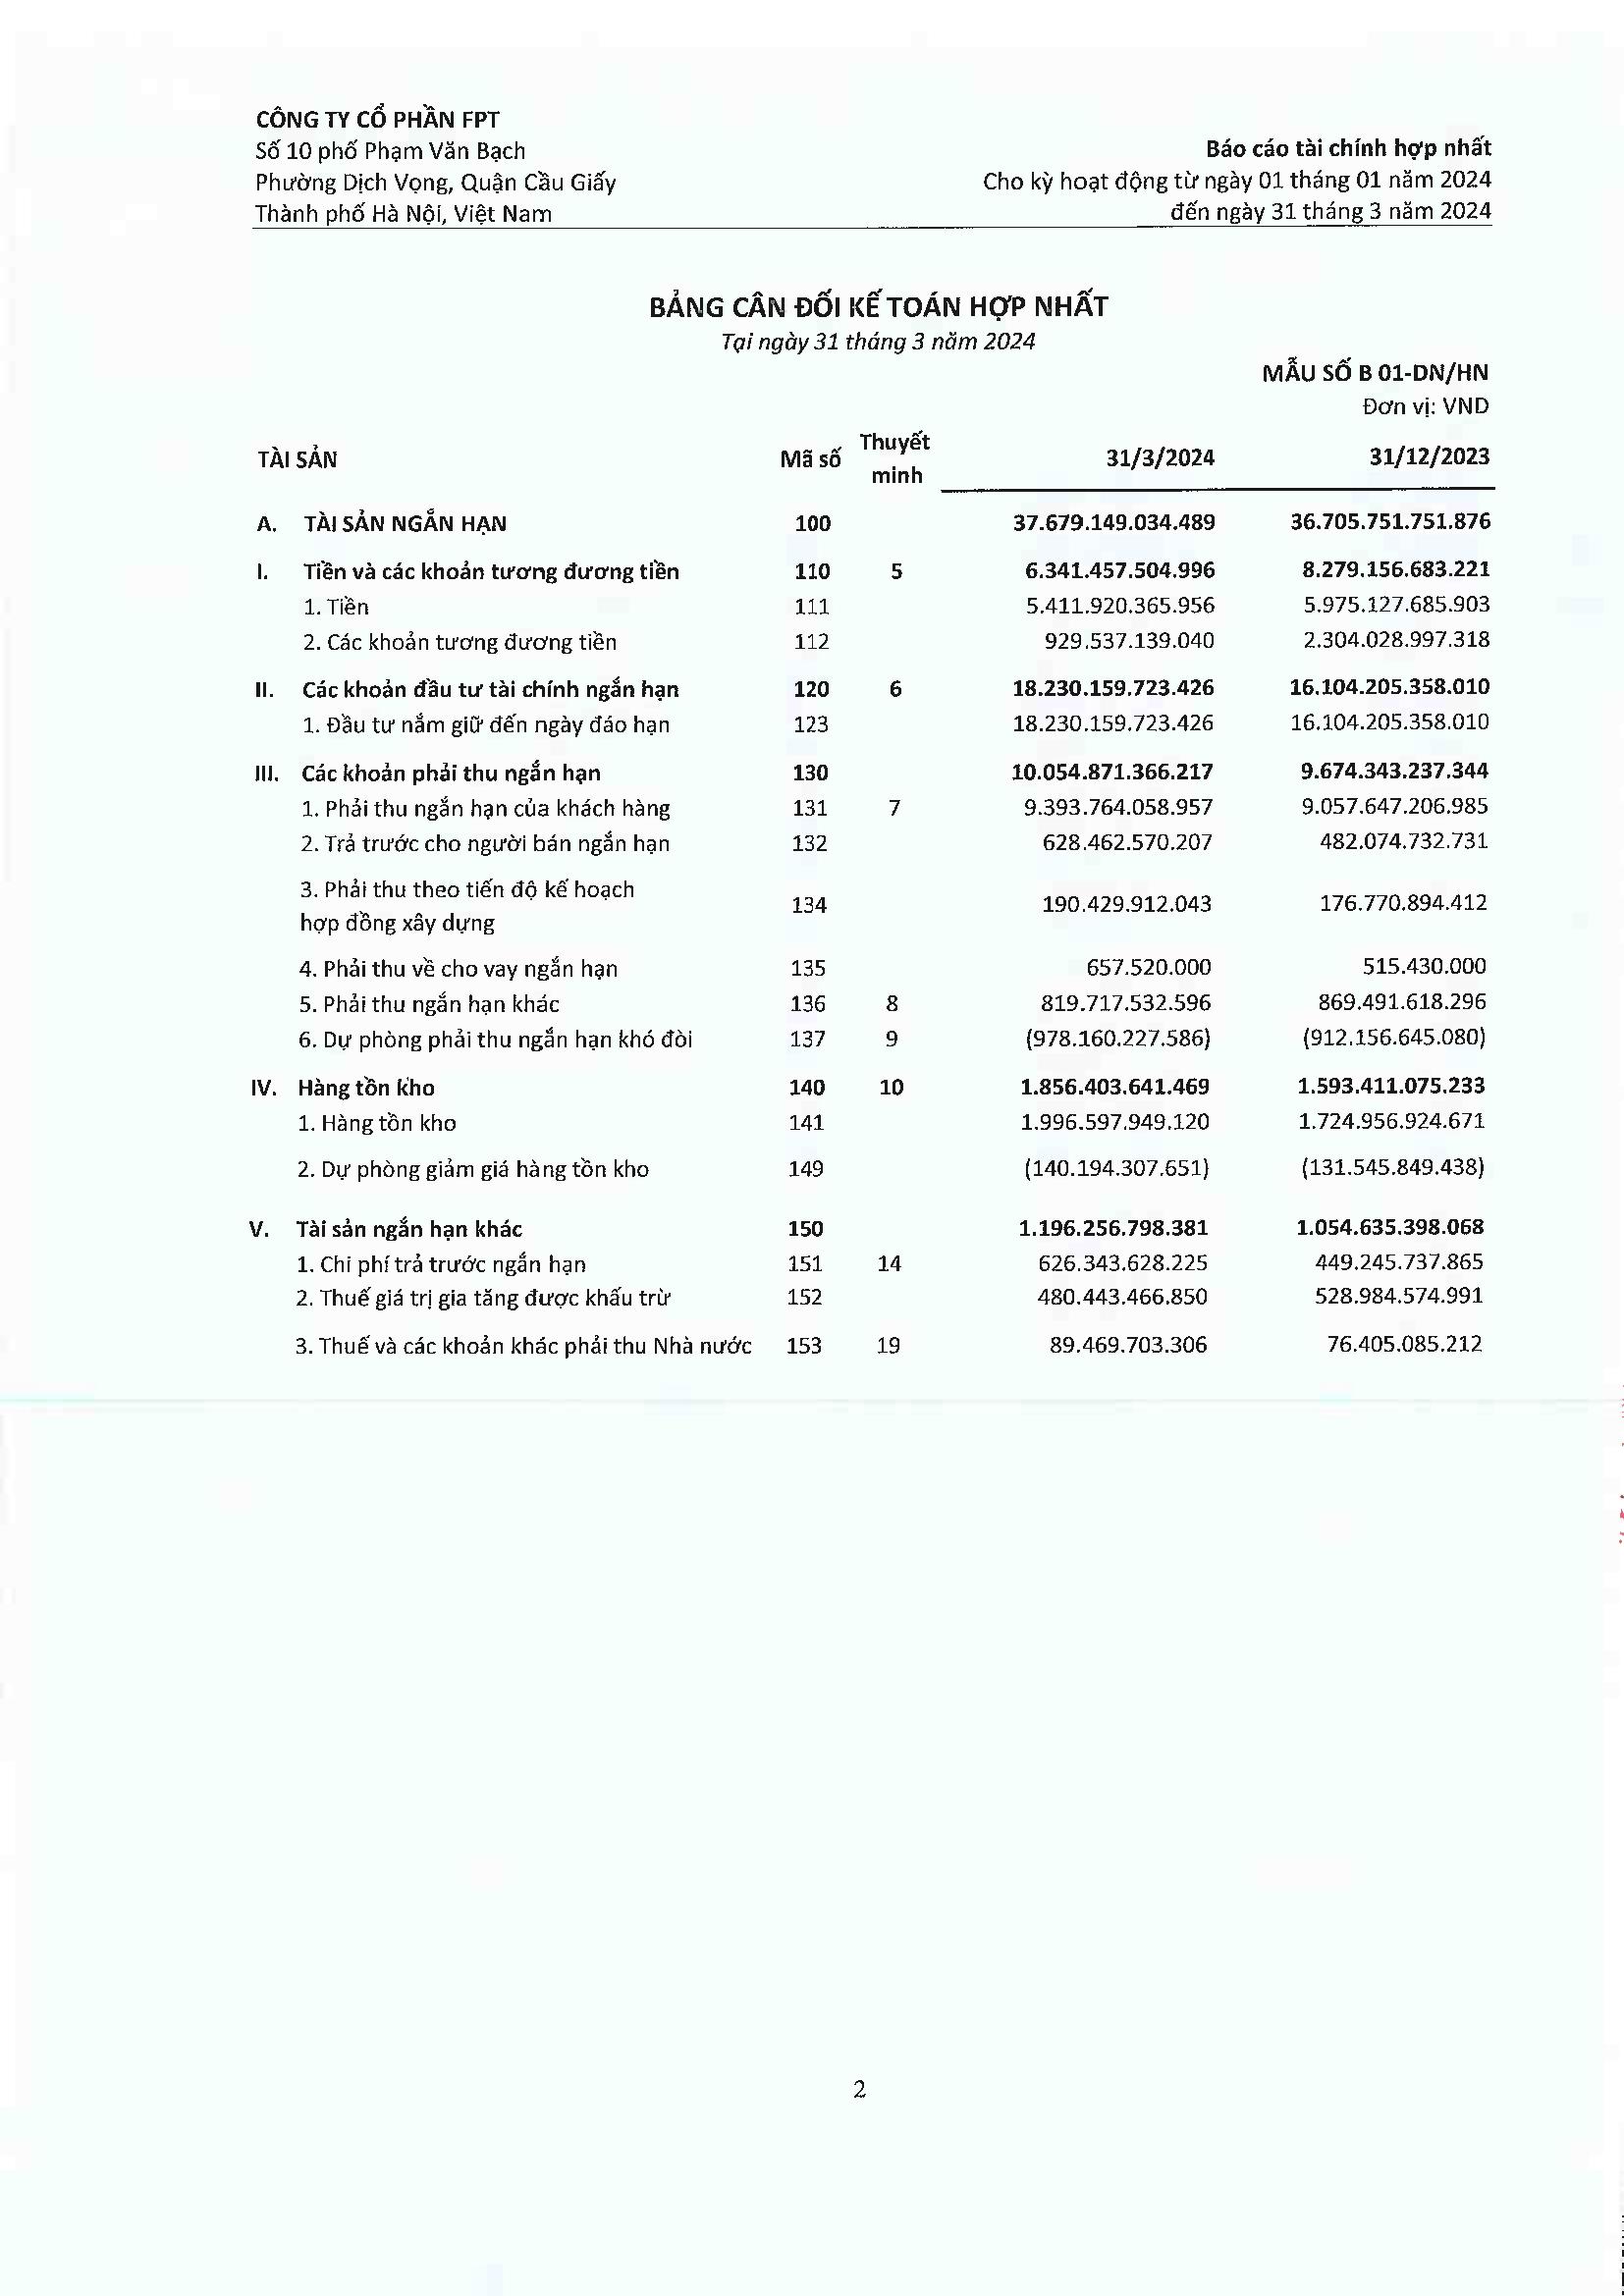 CÔNG TY CỔ PHẦN FPT
Số 10 phố Phạm Văn Bạch
Phường Dịch Vọng, Quận Cầu Giấy
Thành phố Hà Nội, Việt Nam
Báo cáo tài chính hợp nhất
Cho kỳ hoạt động từ ngày 01 tháng 01 năm 2024
đến ngày 31 tháng 3 năm 2024
BẢNG CÂN ĐỐI KẾ TOÁN HỢP NHẤT
Tại ngày 31 tháng 3 năm 2024
MẪU SỐ B 01-DN/HN
Đơn vị: VND
TÀI SẢN Mã số Thuyết minh 31/3/2024 31/12/2023
A. TÀI SẢN NGẮN HẠN 100 37.679.149.034.489 36.705.751.751.876
I. Tiền và các khoản tương đương tiền 110 5 6.341.457.504.996 8.279.156.683.221
1. Tiền 111 5.411.920.365.956 5.975.127.685.903
2. Các khoản tương đương tiền 112 929.537.139.040 2.304.028.997.318
II. Các khoản đầu tư tài chính ngắn hạn 120 6 18.230.159.723.426 16.104.205.358.010
1. Đầu tư nắm giữ đến ngày đáo hạn 123 18.230.159.723.426 16.104.205.358.010
III. Các khoản phải thu ngắn hạn 130 10.054.871.366.217 9.674.343.237.344
1. Phải thu ngắn hạn của khách hàng 131 7 9.393.764.058.957 9.057.647.206.985
2. Trả trước cho người bán ngắn hạn 132 628.462.570.207 482.074.732.731
3. Phải thu theo tiến độ kế hoạch
hợp đồng xây dựng 134 190.429.912.043 176.770.894.412
4. Phải thu về cho vay ngắn hạn 135 657.520.000 515.430.000
5. Phải thu ngắn hạn khác 136 8 819.717.532.596 869.491.618.296
6. Dự phòng phải thu ngắn hạn khó đòi 137 9 (978.160.227.586) (912.156.645.080)
IV. Hàng tồn kho 140 10 1.856.403.641.469 1.593.411.075.233
1. Hàng tồn kho 141 1.996.597.949.120 1.724.956.924.671
2. Dự phòng giảm giá hàng tồn kho 149 (140.194.307.651) (131.545.849.438)
V. Tài sản ngắn hạn khác 150 1.196.256.798.381 1.054.635.398.068
1. Chi phí trả trước ngắn hạn 151 14 626.343.628.225 449.245.737.865
2. Thuế giá trị gia tăng được khấu trừ 152 480.443.466.850 528.984.574.991
3. Thuế và các khoản khác phải thu Nhà nước 153 19 89.469.703.306 76.405.085.212
2